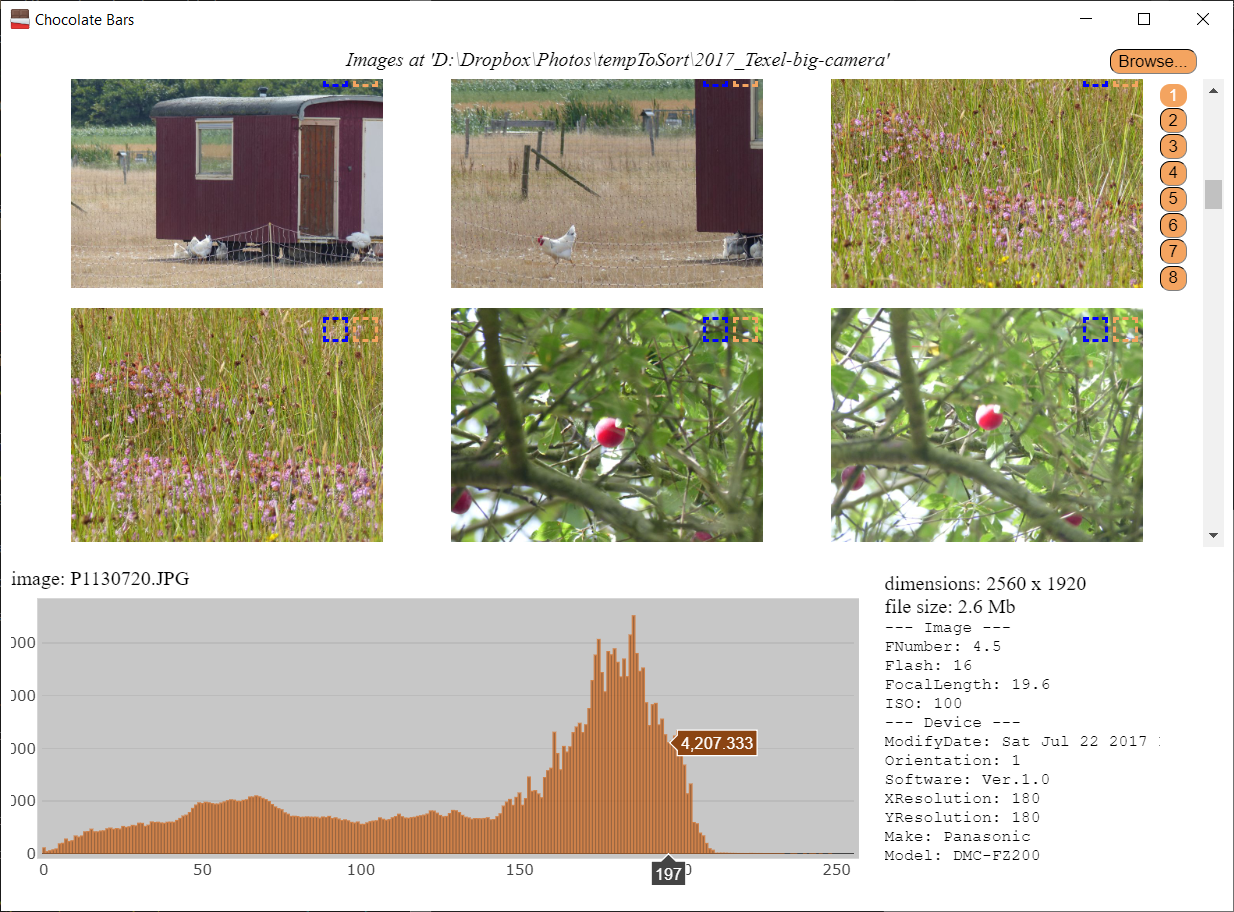 Chocolate Bars
Images at 'D:\Dropbox\Photos\tempToSort\2017_Texel-big-camera'
Browse...
1
2
3
4
5
6
7
8
image: P1130720.JPG
000
000
000
000
0
4,207.333
0 50 100 150 250
197
dimensions: 2560 x 1920
file size: 2.6 Mb
--- Image ---
FNumber: 4.5
Flash: 16
FocalLength: 19.6
ISO: 100
--- Device ---
ModifyDate: Sat Jul 22 2017
Orientation: 1
Software: Ver.1.0
XResolution: 180
YResolution: 180
Make: Panasonic
Model: DMC-FZ200